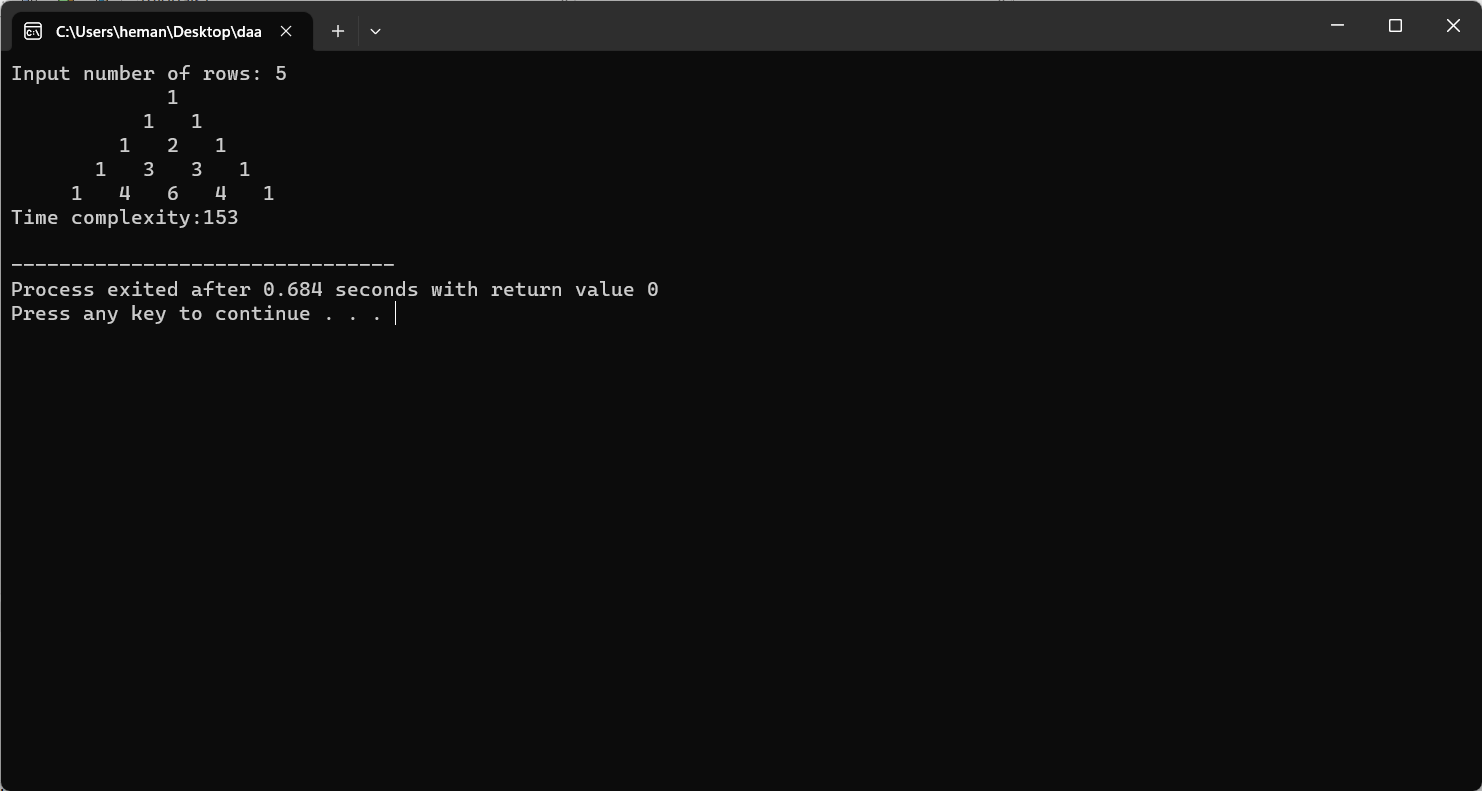 C:\Users\heman\Desktop\daa
Input number of rows: 5
             1
           1   1
         1   2   1
       1   3   3   1
     1   4   6   4   1
Time complexity:153
--------------------------------
Process exited after 0.684 seconds with return value 0
Press any key to continue . . .